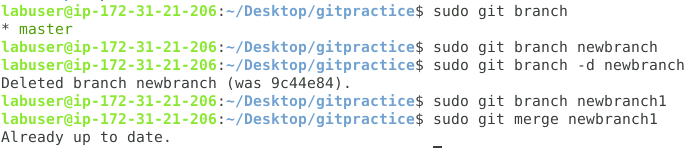 labuser@ip-172-31-21-206:~/Desktop/gitpractice$ sudo git branch
* master
labuser@ip-172-31-21-206:~/Desktop/gitpractice$ sudo git branch newbranch
labuser@ip-172-31-21-206:~/Desktop/gitpractice$ sudo git branch -d newbranch
Deleted branch newbranch (was 9c44e84).
labuser@ip-172-31-21-206:~/Desktop/gitpractice$ sudo git branch newbranch1
labuser@ip-172-31-21-206:~/Desktop/gitpractice$ sudo git merge newbranch1
Already up to date.